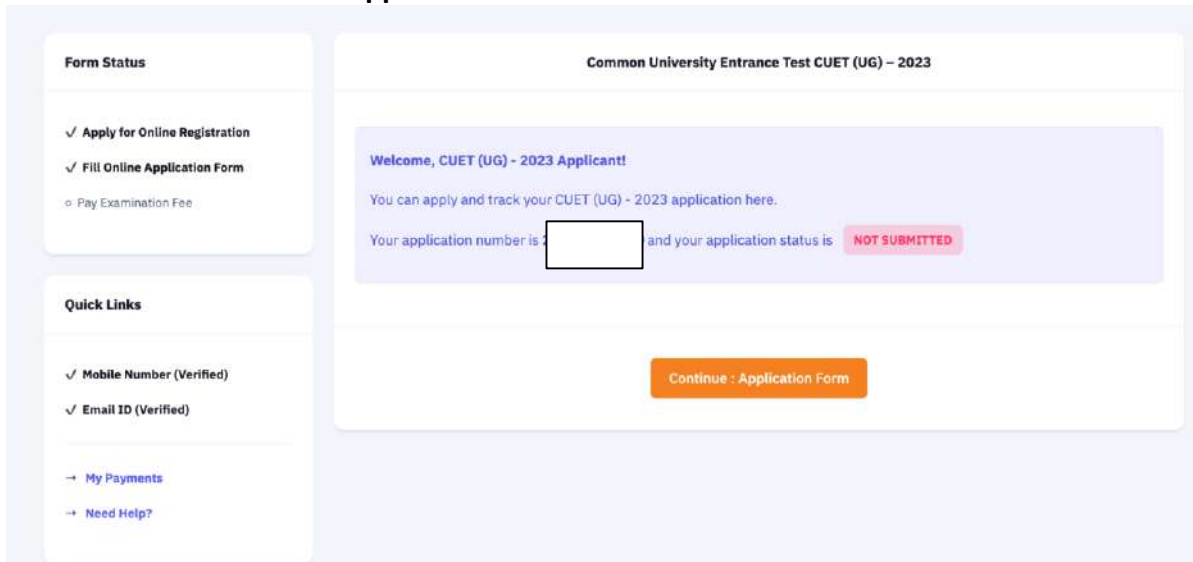 Form Status
✓ Apply for Online Registration
✓ Fill Online Application Form
○ Pay Examination Fee
Quick Links
✓ Mobile Number (Verified)
✓ Email ID (Verified)
→ My Payments
→ Need Help?
Common University Entrance Test CUET (UG) – 2023
Welcome, CUET (UG) - 2023 Applicant!
You can apply and track your CUET (UG) - 2023 application here.
Your application number is and your application status is NOT SUBMITTED
Continue : Application Form